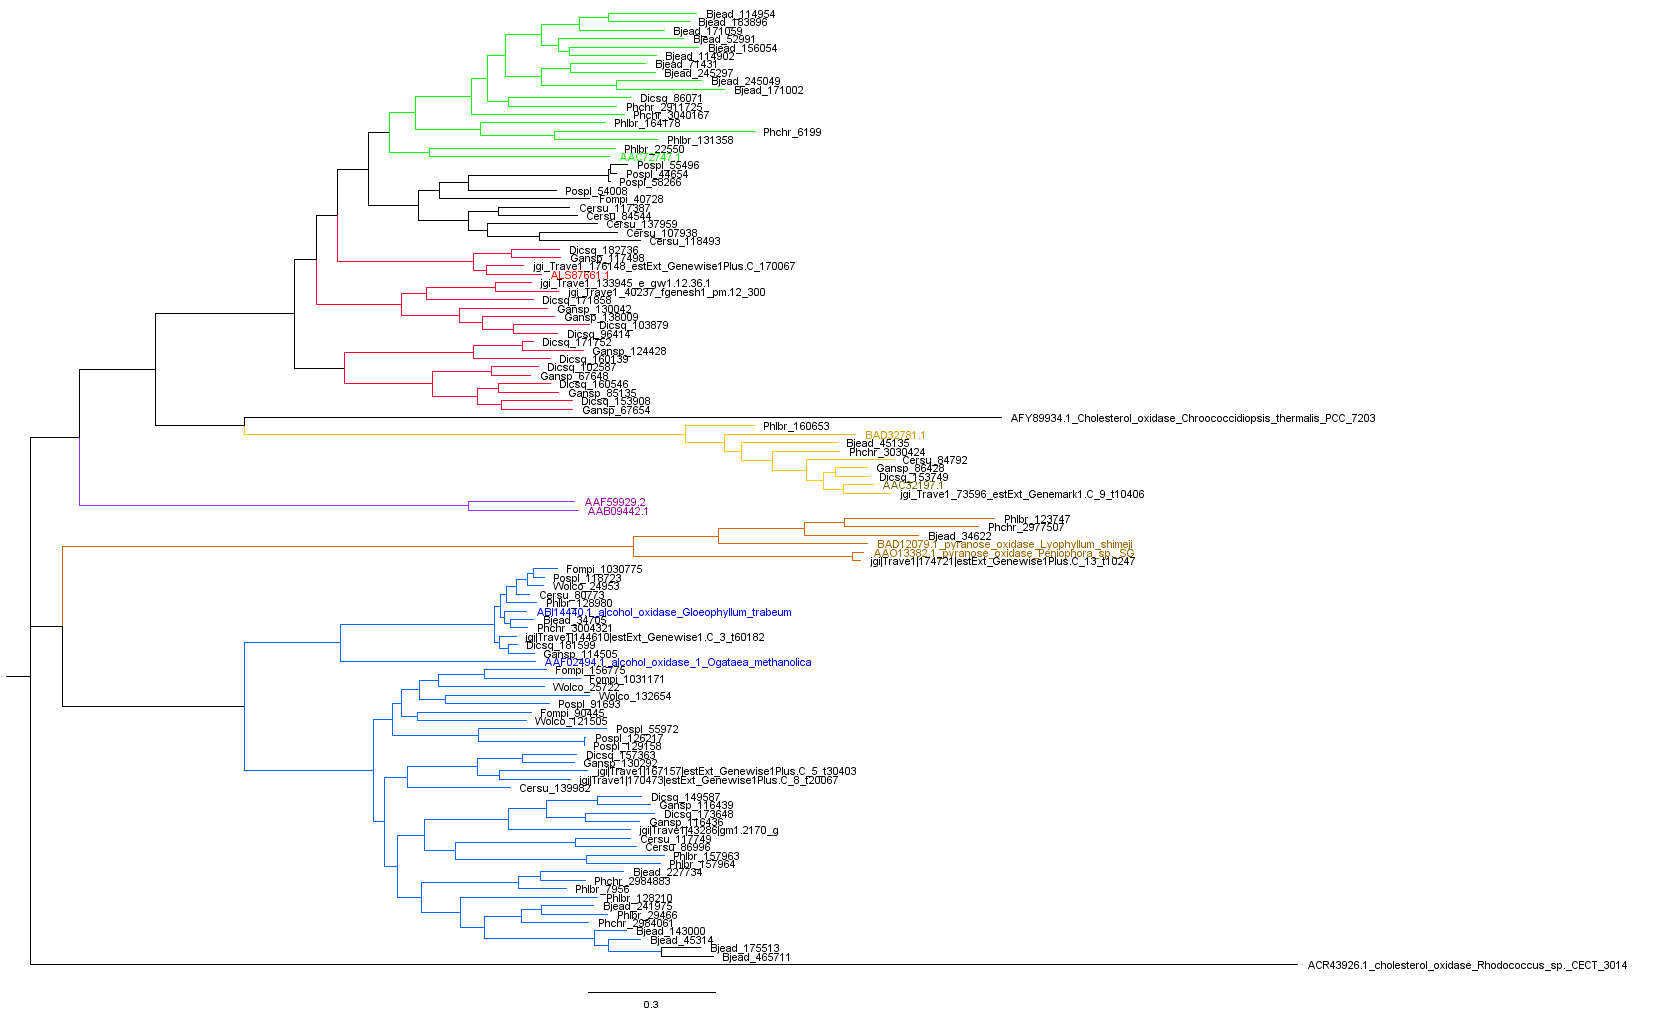 Bjead_114954
Bjead_183896
Bjead_171059
Bjead_52991
Bjead_156054
Bjead_114902
Bjead_71431
Bjead_245297
Bjead_245049
Bjead_171002
Dicsq_86071
Phchr_2911725
Phchr_3040167
Phlbr_164178
Phchr_6199
Phlbr_131358
Phlbr_22550
AAC72747.1
Pospl_55496
Pospl_44654
Pospl_58266
Pospl_54008
Fompi_40728
Cersu_117387
Cersu_84544
Cersu_137959
Cersu_107938
Cersu_118493
Dicsq_182736
Gansp_117498
jgi_Trave1_176148_estExt_Genewise1Plus.C_170067
ALS87661.1
jgi_Trave1_133945_e_gw1.12.36.1
jgi_Trave1_40237_fgenesh1_pm.12_300
Dicsq_171858
Gansp_130042
Gansp_138009
Dicsq_103879
Dicsq_96414
Dicsq_171752
Gansp_124428
Dicsq_160139
Dicsq_102587
Gansp_67648
Dicsq_160546
Gansp_85135
Dicsq_153908
Gansp_67654
AFY89934.1_Cholesterol_oxidase_Chroococcidiopsis_thermalis_PCC_7203
Phlbr_160653
BAD32781.1
Bjead_45135
Phchr_3030424
Cersu_84792
Gansp_86428
Dicsq_153749
AAC32197.1
jgi_Trave1_73596_estExt_Genemark1.C_9_t10406
AAF59929.2
AAB09442.1
Phlbr_123747
Phchr_2977507
Bjead_34622
BAD12079.1_pyranose_oxidase_Lyophyllum_shimeji
AAO13382.1_pyranose_oxidase_Peniophora_sp._SG
jgi|Trave1|174721|estExt_Genewise1Plus.C_13_t10247
Fompi_1030775
Pospl_118723
Wolco_24953
Cersu_80773
Phlbr_128980
ABI14440.1_alcohol_oxidase_Gloeophyllum_trabeum
Bjead_34705
Phchr_3004321
jgi|Trave1|144610|estExt_Genewise1.C_3_t60182
Dicsq_181599
Gansp_114505
AAF02494.1_alcohol_oxidase_1_Ogataea_methanolica
Fompi_156775
Fompi_1031171
Wolco_25722
Wolco_132654
Pospl_91693
Fompi_90445
Wolco_121505
Pospl_55972
Pospl_126217
Pospl_129158
Dicsq_157363
Gansp_130292
jgi|Trave1|167157|estExt_Genewise1Plus.C_5_t30403
jgi|Trave1|170473|estExt_Genewise1Plus.C_8_t20067
Cersu_139982
Dicsq_149587
Gansp_116439
Dicsq_173648
Gansp_116436
jgi|Trave1|43286|gm1.2170_g
Cersu_117749
Cersu_86996
Phlbr_157963
Phlbr_157964
Bjead_227734
Phchr_2984883
Phlbr_7956
Phlbr_128210
Bjead_241975
Phlbr_29466
Phchr_2984061
Bjead_143000
Bjead_45314
Bjead_175513
Bjead_465711
ACR43926.1_cholesterol_oxidase_Rhodococcus_sp._CECT_3014
0.3